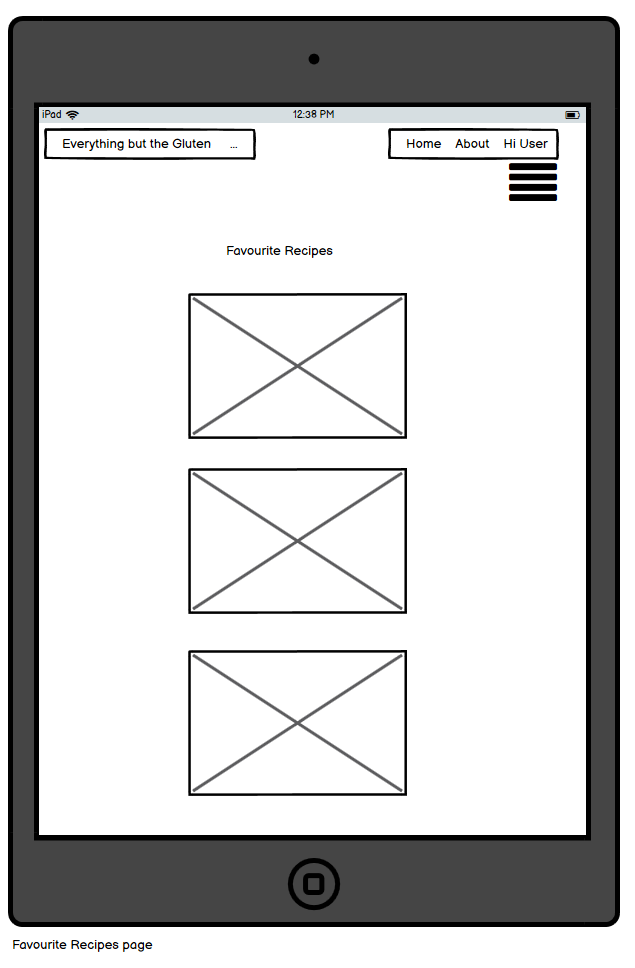 iPad 12:38 PM
Everything but the Gluten ... Home About Hi User
Favourite Recipes
Favourite Recipes page